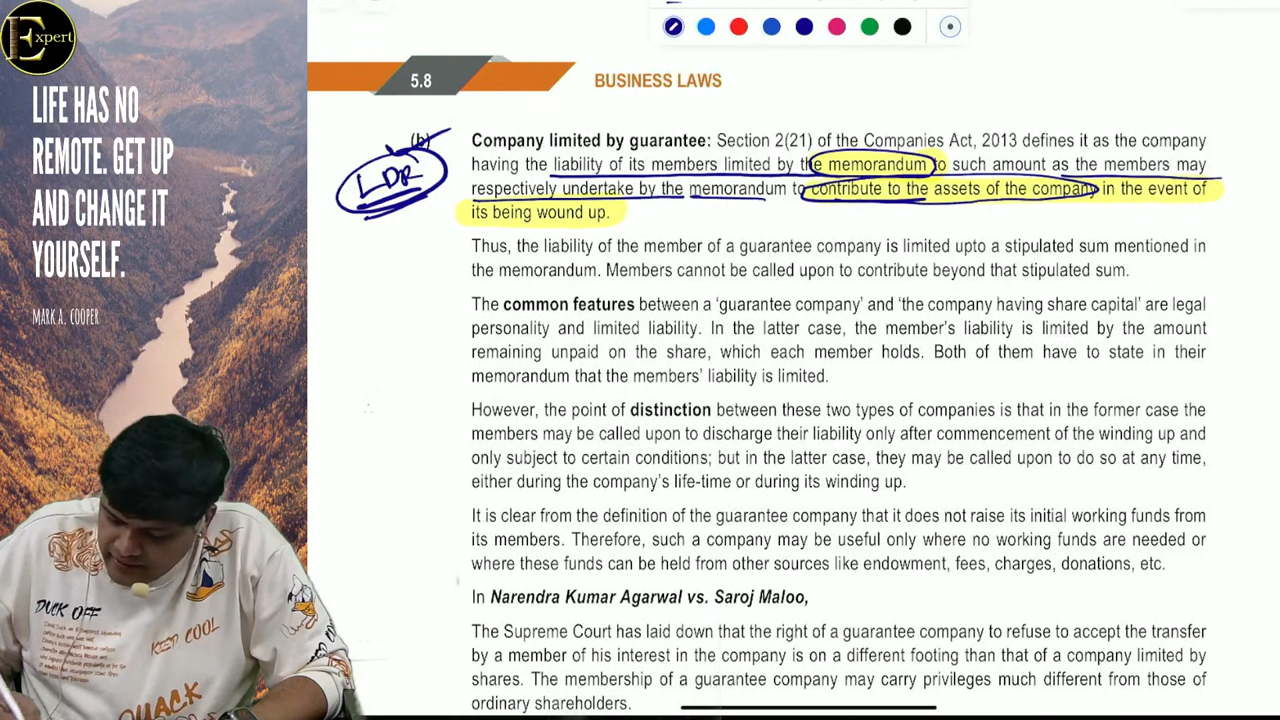 Expert
LIFE HAS NO
REMOTE. GET UP
AND CHANGE IT
YOURSELF.
MARK A. COOPER
5.8
BUSINESS LAWS
LDR
(b)
Company limited by guarantee: Section 2(21) of the Companies Act, 2013 defines it as the company
having the liability of its members limited by the memorandum to such amount as the members may
respectively undertake by the memorandum to contribute to the assets of the company in the event of
its being wound up.
Thus, the liability of the member of a guarantee company is limited upto a stipulated sum mentioned in
the memorandum. Members cannot be called upon to contribute beyond that stipulated sum.
The common features between a 'guarantee company' and 'the company having share capital' are legal
personality and limited liability. In the latter case, the member's liability is limited by the amount
remaining unpaid on the share, which each member holds. Both of them have to state in their
memorandum that the members' liability is limited.
However, the point of distinction between these two types of companies is that in the former case the
members may be called upon to discharge their liability only after commencement of the winding up and
only subject to certain conditions; but in the latter case, they may be called upon to do so at any time,
either during the company's life-time or during its winding up.
It is clear from the definition of the guarantee company that it does not raise its initial working funds from
its members. Therefore, such a company may be useful only where no working funds are needed or
where these funds can be held from other sources like endowment, fees, charges, donations, etc.
In Narendra Kumar Agarwal vs. Saroj Maloo,
The Supreme Court has laid down that the right of a guarantee company to refuse to accept the transfer
by a member of his interest in the company is on a different footing than that of a company limited by
shares. The membership of a guarantee company may carry privileges much different from those of
ordinary shareholders.
DUCK OFF
KEEP COOL
QUACK